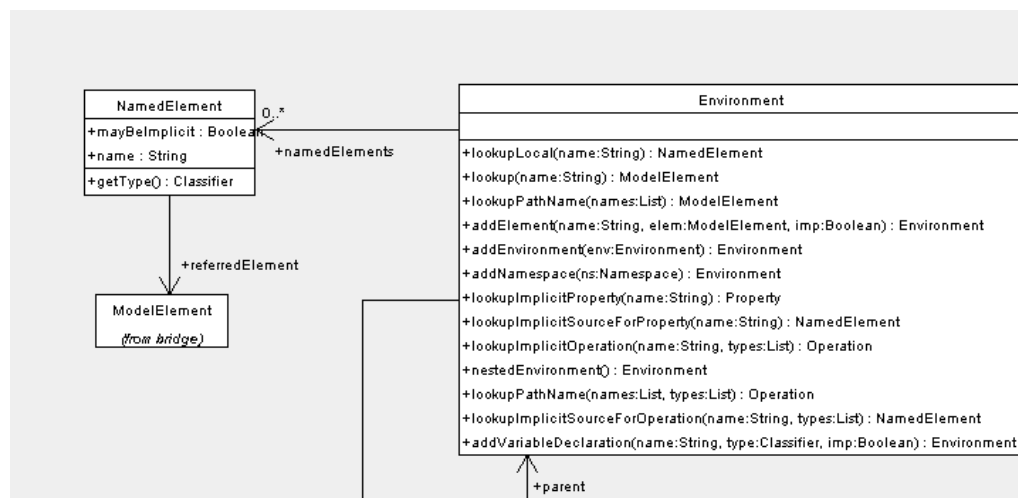 NamedElement
+mayBeImplicit : Boolean
+name : String
+getType() : Classifier
0..*
+namedElements
+referredElement
ModelElement
(from bridge)
Environment
+lookupLocal(name:String) : NamedElement
+lookup(name:String) : ModelElement
+lookupPathName(names:List) : ModelElement
+addElement(name:String, elem:ModelElement, imp:Boolean) : Environment
+addEnvironment(env:Environment) : Environment
+addNamespace(ns:Namespace) : Environment
+lookupImplicitProperty(name:String) : Property
+lookupImplicitSourceForProperty(name:String) : NamedElement
+lookupImplicitOperation(name:String, types:List) : Operation
+nestedEnvironment() : Environment
+lookupPathName(names:List, types:List) : Operation
+lookupImplicitSourceForOperation(name:String, types:List) : NamedElement
+addVariableDeclaration(name:String, type:Classifier, imp:Boolean) : Environment
+parent